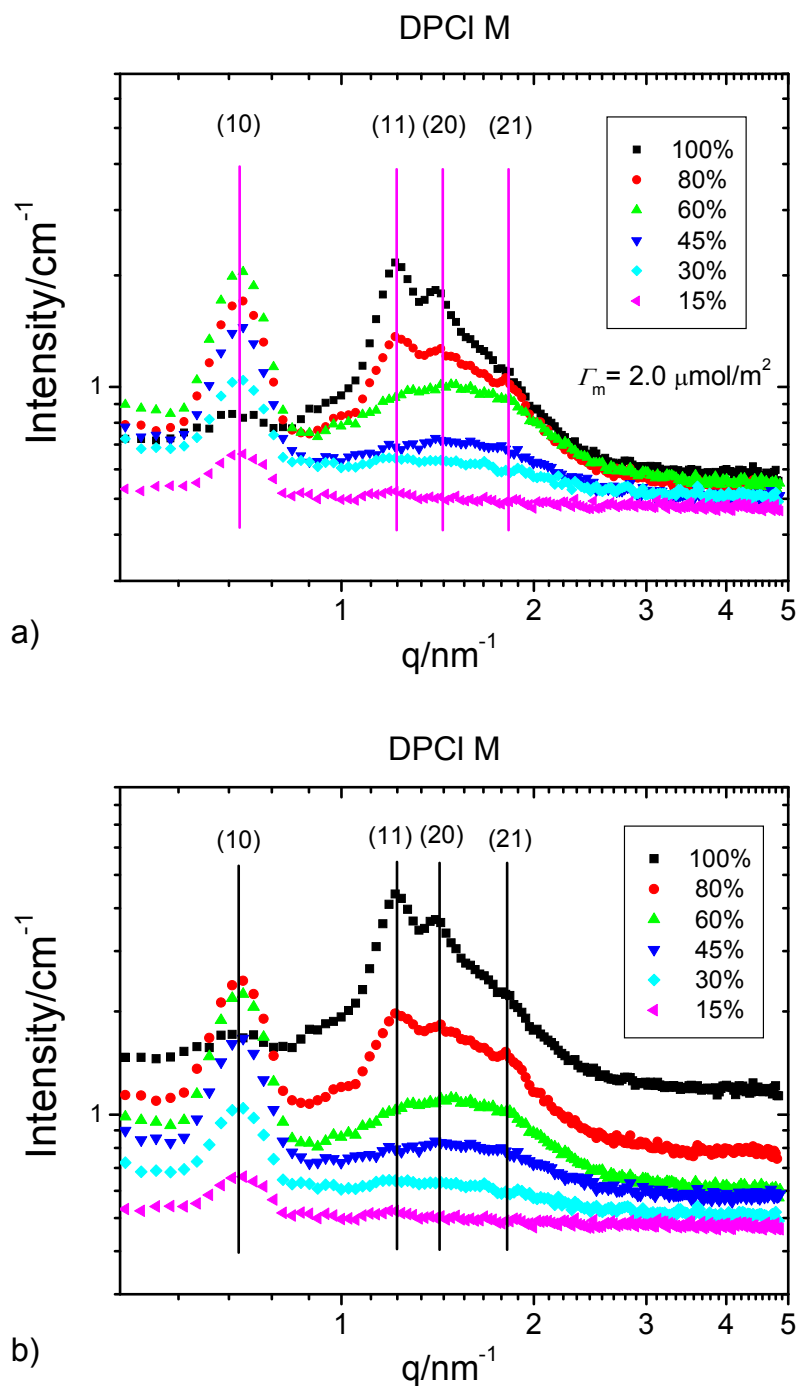 DPCl M
(10) (11) (20) (21)
100%
80%
60%
45%
30%
15%
Γm = 2.0 μmol/m²
Intensity/cm⁻¹
1
1 2 3 4 5
q/nm⁻¹
a)
DPCl M
(10) (11) (20) (21)
100%
80%
60%
45%
30%
15%
Intensity/cm⁻¹
1
1 2 3 4 5
q/nm⁻¹
b)